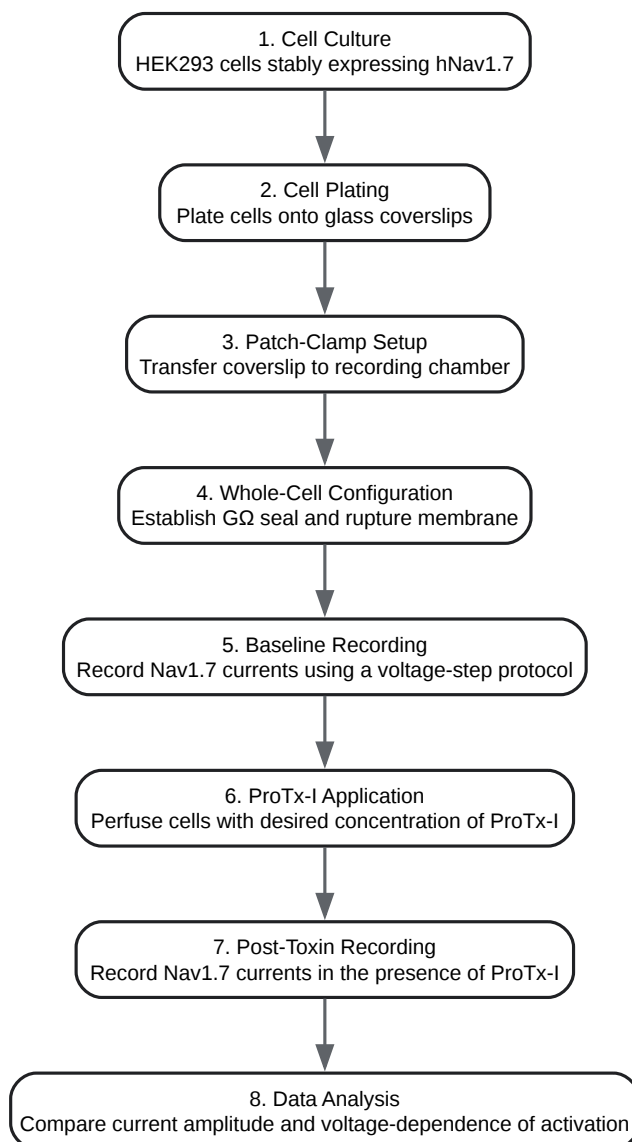 1. Cell Culture
HEK293 cells stably expressing hNav1.7
2. Cell Plating
Plate cells onto glass coverslips
3. Patch-Clamp Setup
Transfer coverslip to recording chamber
4. Whole-Cell Configuration
Establish GΩ seal and rupture membrane
5. Baseline Recording
Record Nav1.7 currents using a voltage-step protocol
6. ProTx-I Application
Perfuse cells with desired concentration of ProTx-I
7. Post-Toxin Recording
Record Nav1.7 currents in the presence of ProTx-I
8. Data Analysis
Compare current amplitude and voltage-dependence of activation